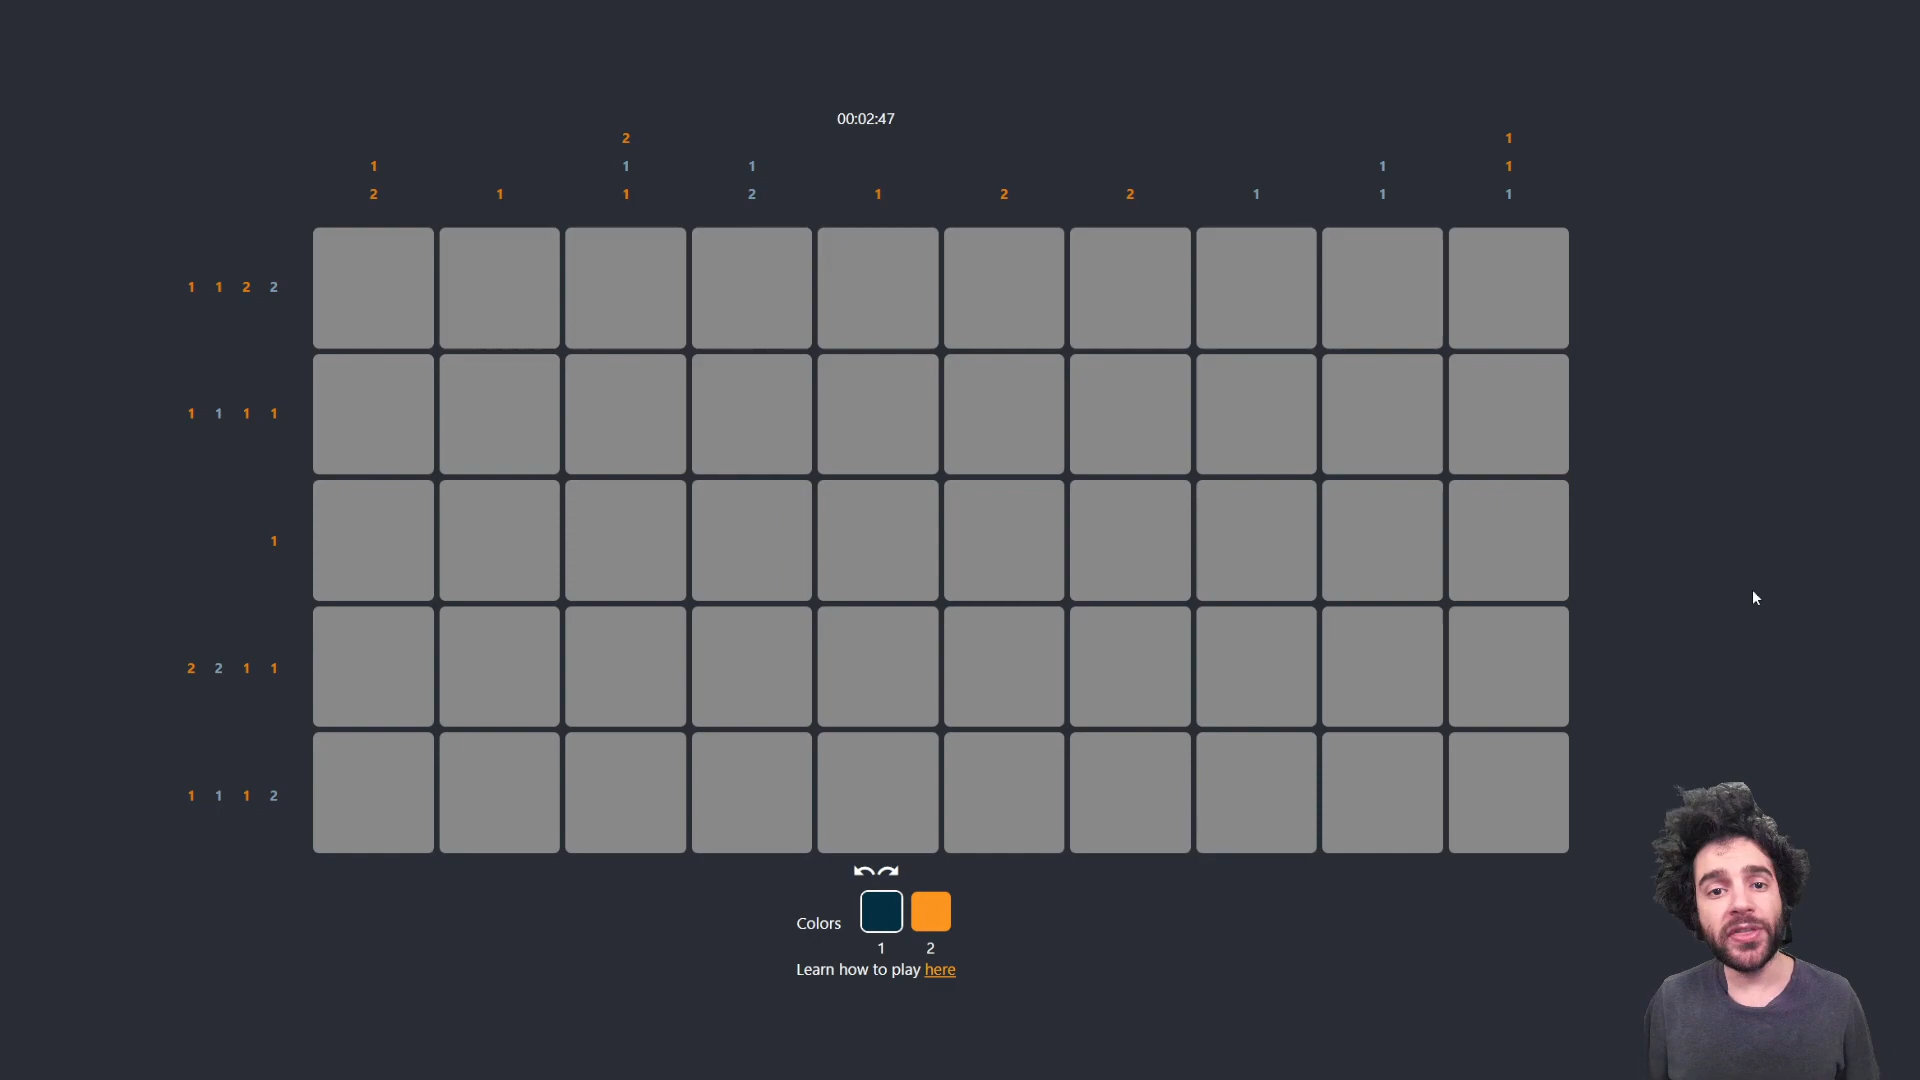 00:02:47
2 1
1 1 1 1 1
2 1 1 2 1 2 2 1 1 1
1 1 2 2
1 1 1 1
1
2 2 1 1
1 1 1 2
Colors
1 2
Learn how to play here